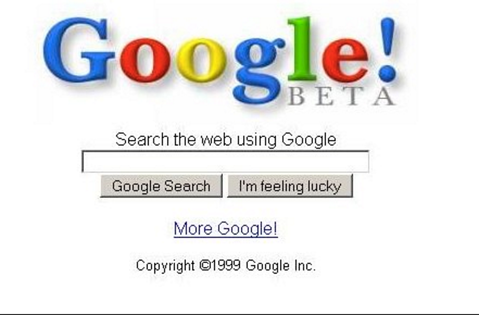 Google!
BETA
Search the web using Google
Google Search I'm feeling lucky
More Google!
Copyright ©1999 Google Inc.